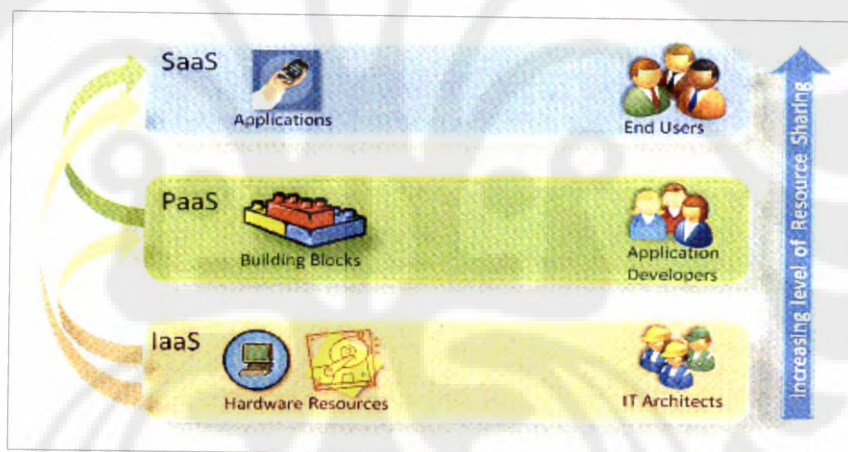 SaaS
Applications
End Users
PaaS
Building Blocks
Application
Developers
IaaS
Hardware Resources
IT Architects
Increasing level of Resource Sharing